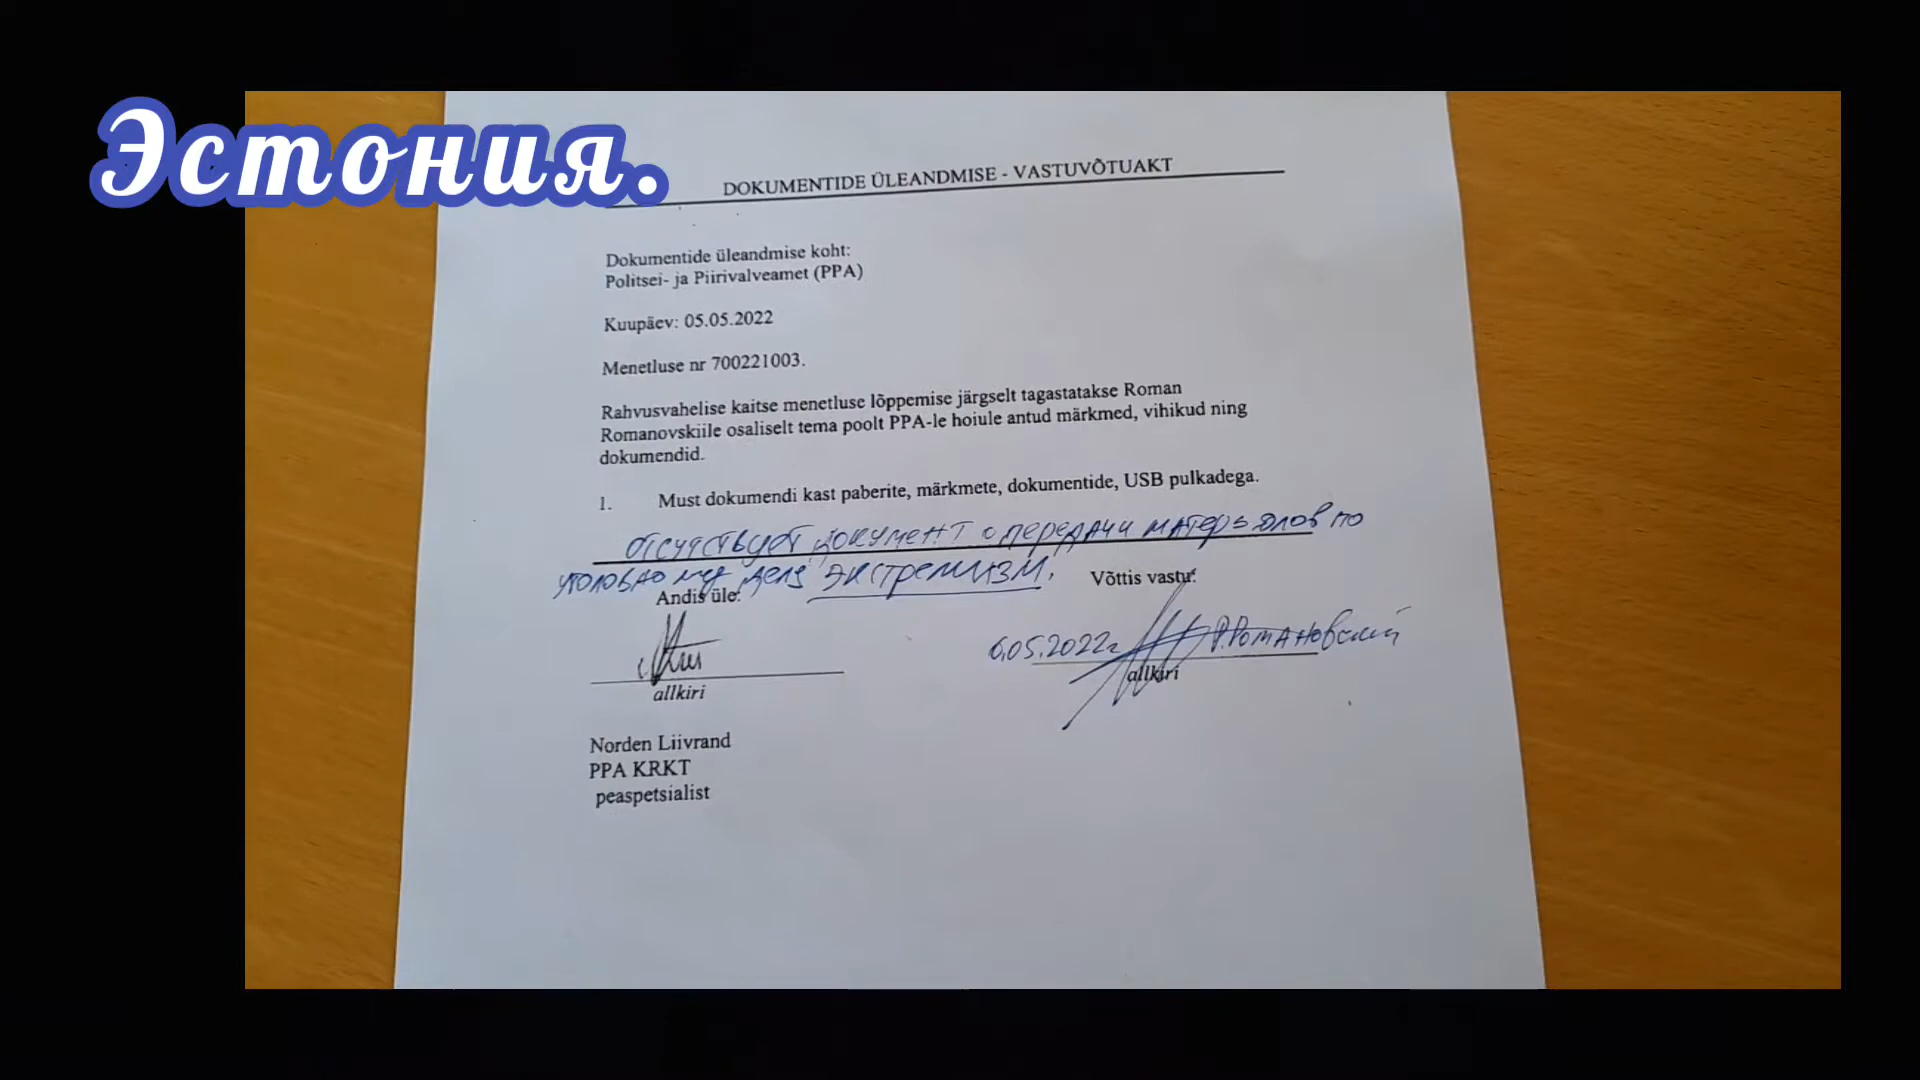 Эстония.
DOKUMENTIDE ÜLEANDMISE - VASTUVÕTUAKT
Dokumentide üleandmise koht:
Politsei- ja Piirivalveamet (PPA)
Kuupäev: 05.05.2022
Menetluse nr 700221003.
Rahvusvahelise kaitse menetluse lõppemise järgselt tagastatakse Roman
Romanovskiile osaliselt tema poolt PPA-le hoiule antud märkmed, vihikud ning
dokumendid.
1. Must dokumendi kast paberite, märkmete, dokumentide, USB pulkadega.
отсутствует документ о передачи матерьялов по
уголовному делу экстремизм.
Andis üle:
Võttis vastu:
6.05.2022г Р.Романовский
allkiri
allkiri
Norden Liivrand
PPA KRKT
peaspetsialist